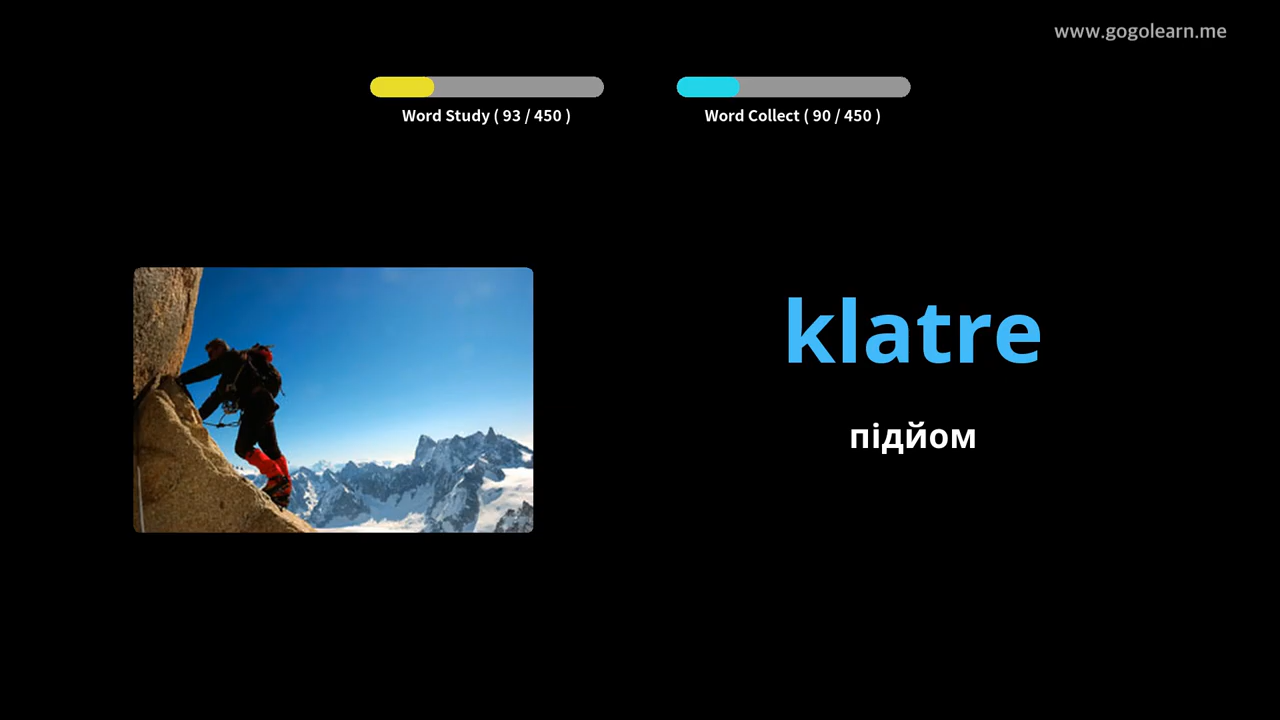 www.gogolearn.me
Word Study ( 93 / 450 )
Word Collect ( 90 / 450 )
klatre
підйом